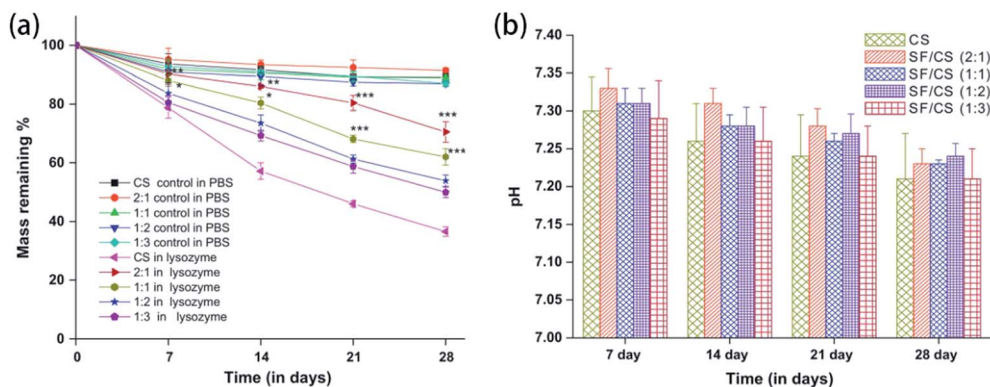 (a)
Mass remaining %
100
80
60
40
20
0
**
*
**
*
***
***
***
***
CS control in PBS
2:1 control in PBS
1:1 control in PBS
1:2 control in PBS
1:3 control in PBS
CS in lysozyme
2:1 in lysozyme
1:1 in lysozyme
1:2 in lysozyme
1:3 in lysozyme
0 7 14 21 28
Time (in days)
(b)
pH
7.40
7.35
7.30
7.25
7.20
7.15
7.10
7.05
7.00
CS
SF/CS (2:1)
SF/CS (1:1)
SF/CS (1:2)
SF/CS (1:3)
7 day 14 day 21 day 28 day
Time (in days)